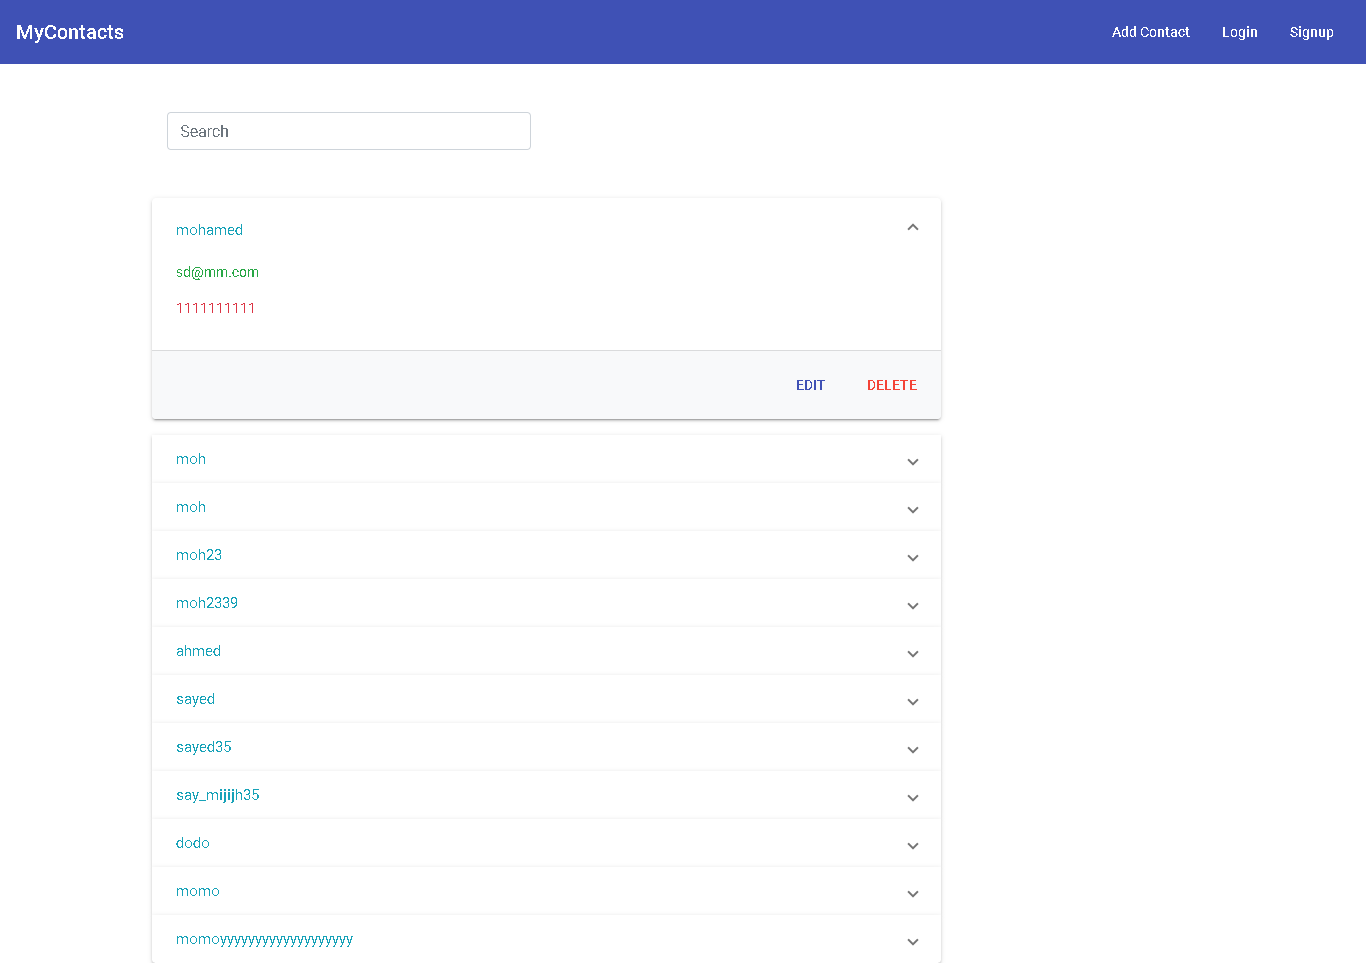 MyContacts
Add Contact Login Signup
Search
mohamed
sd@mm.com
1111111111
EDIT DELETE
moh
moh
moh23
moh2339
ahmed
sayed
sayed35
say_mijijh35
dodo
momo
momoyyyyyyyyyyyyyyyyyyy